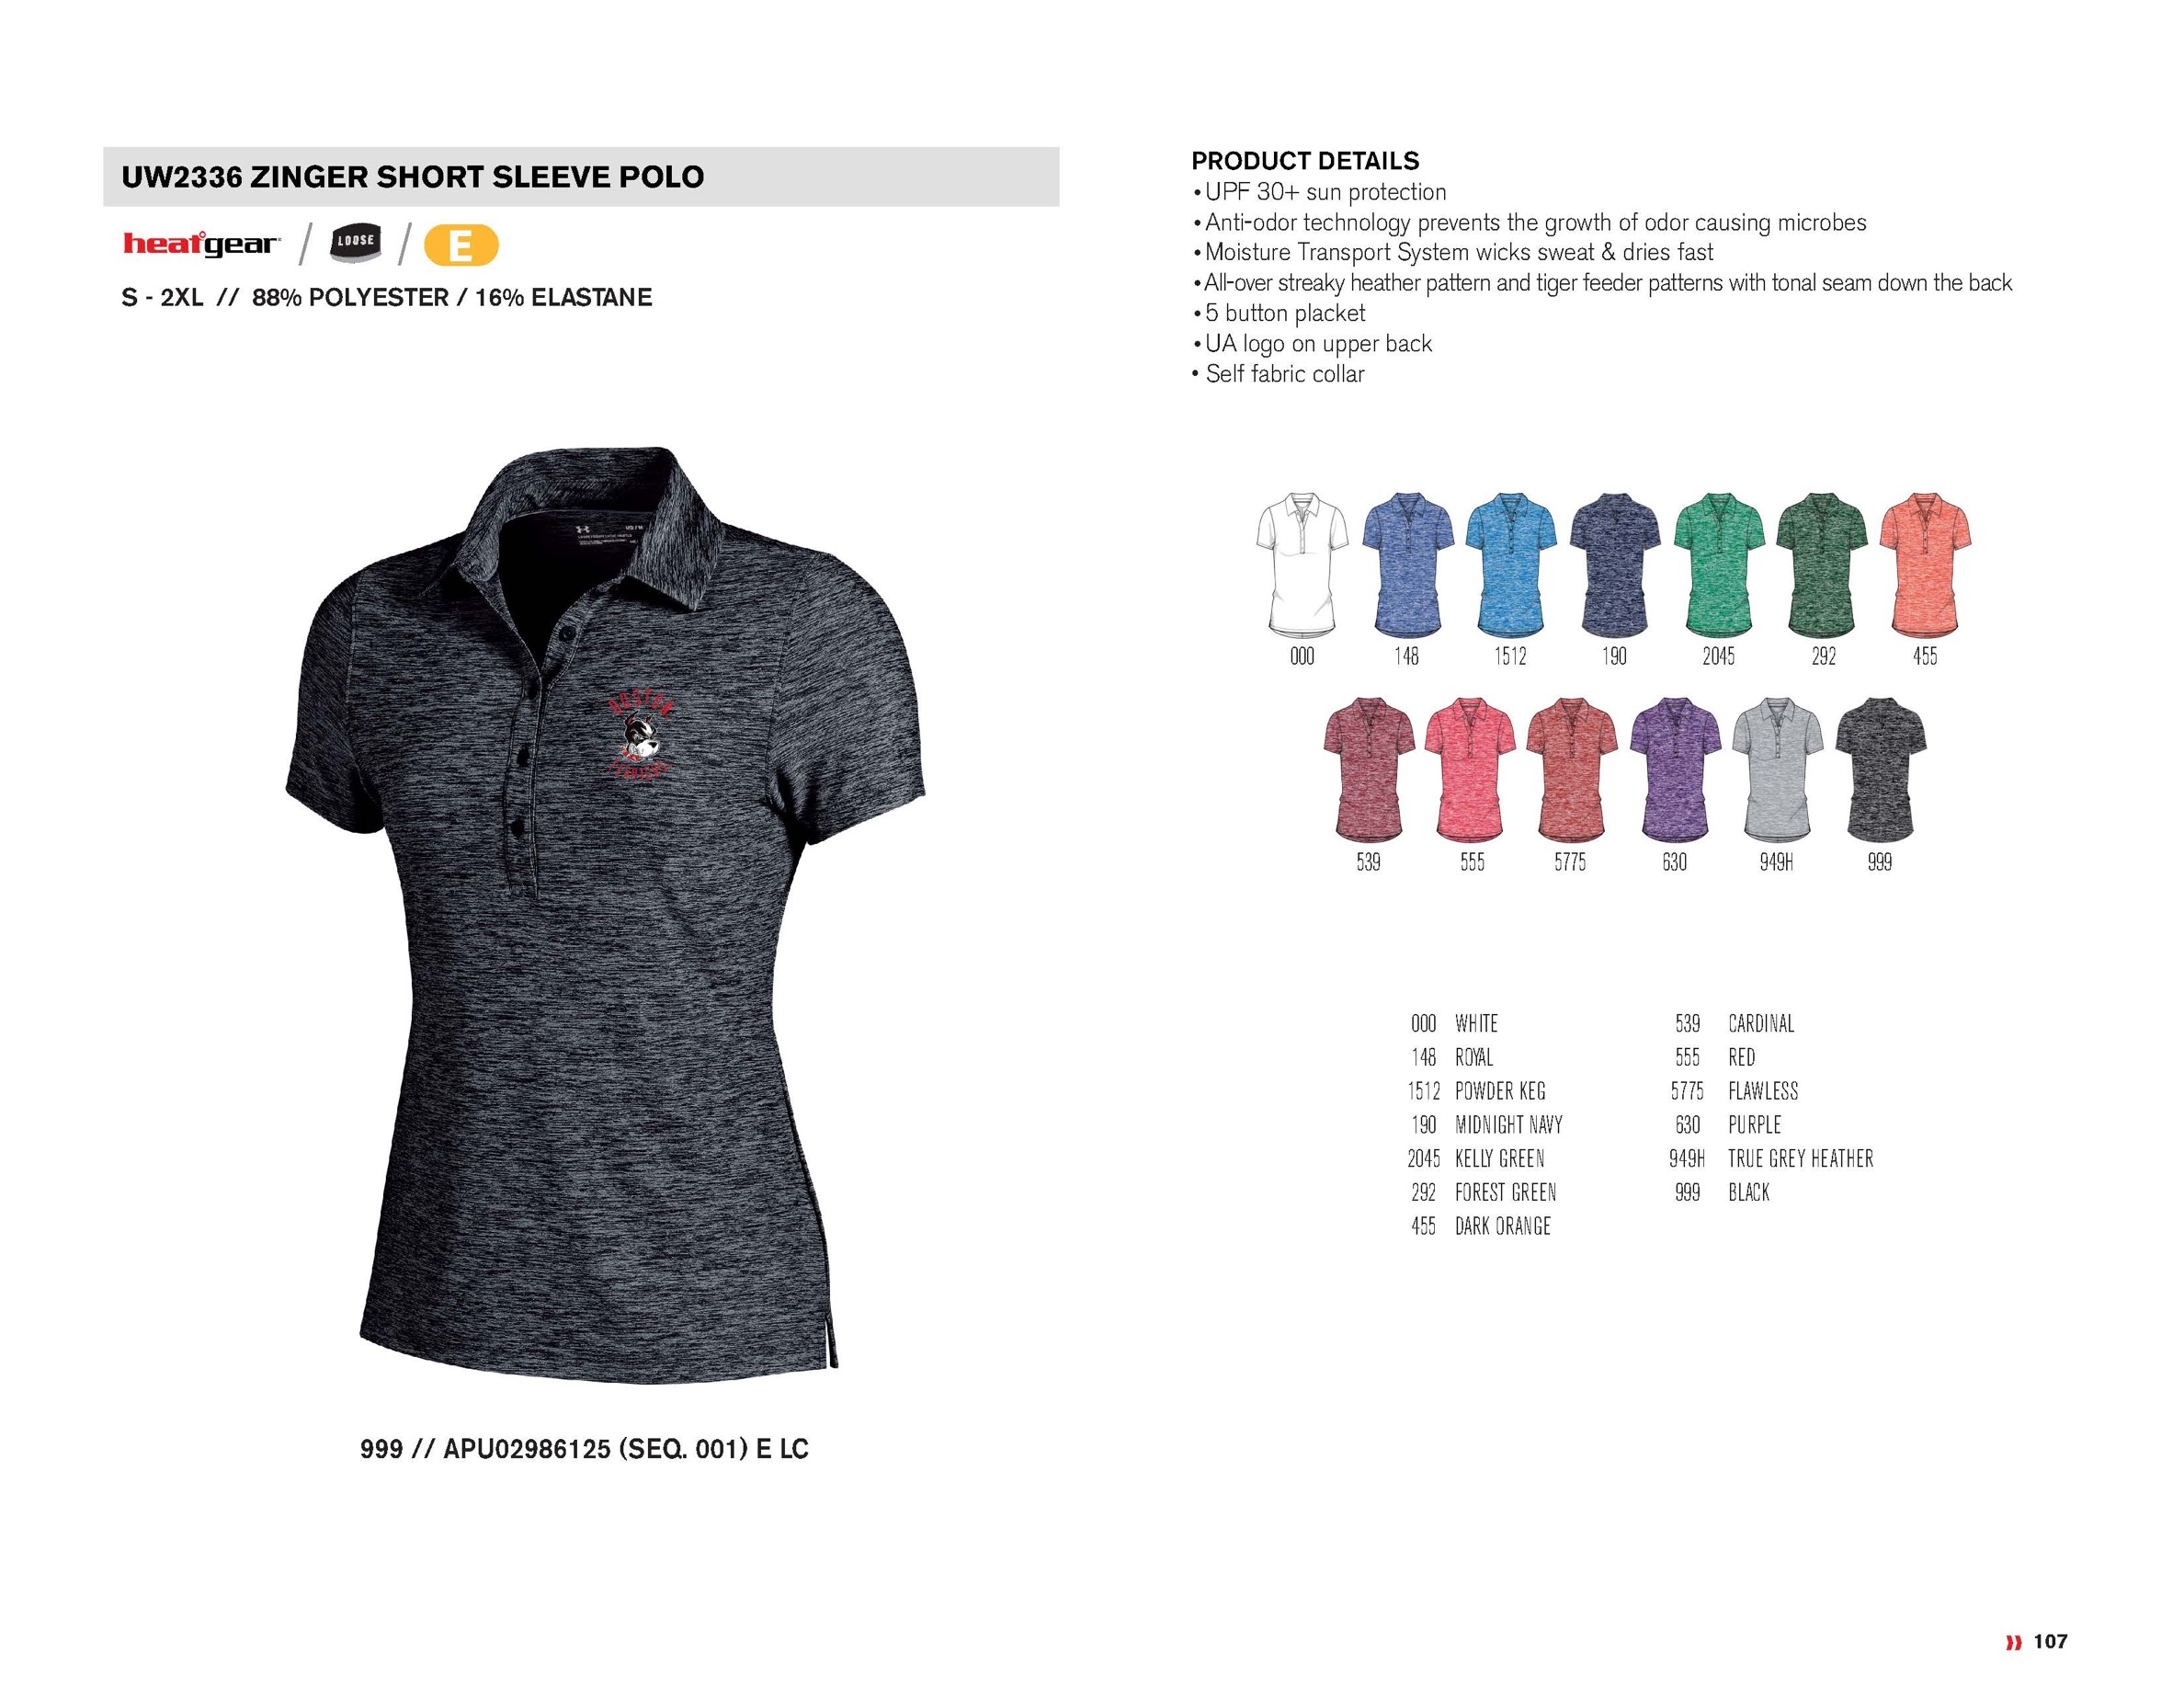 UW2336 ZINGER SHORT SLEEVE POLO
heatgear / LOOSE / E
S - 2XL // 88% POLYESTER / 16% ELASTANE
BOSTON
TERRIERS
999 // APU02986125 (SEQ. 001) E LC
PRODUCT DETAILS
• UPF 30+ sun protection
• Anti-odor technology prevents the growth of odor causing microbes
• Moisture Transport System wicks sweat & dries fast
• All-over streaky heather pattern and tiger feeder patterns with tonal seam down the back
• 5 button placket
• UA logo on upper back
• Self fabric collar
000 148 1512 190 2045 292 455
539 555 5775 630 949H 999
000 WHITE
148 ROYAL
1512 POWDER KEG
190 MIDNIGHT NAVY
2045 KELLY GREEN
292 FOREST GREEN
455 DARK ORANGE
539 CARDINAL
555 RED
5775 FLAWLESS
630 PURPLE
949H TRUE GREY HEATHER
999 BLACK
107